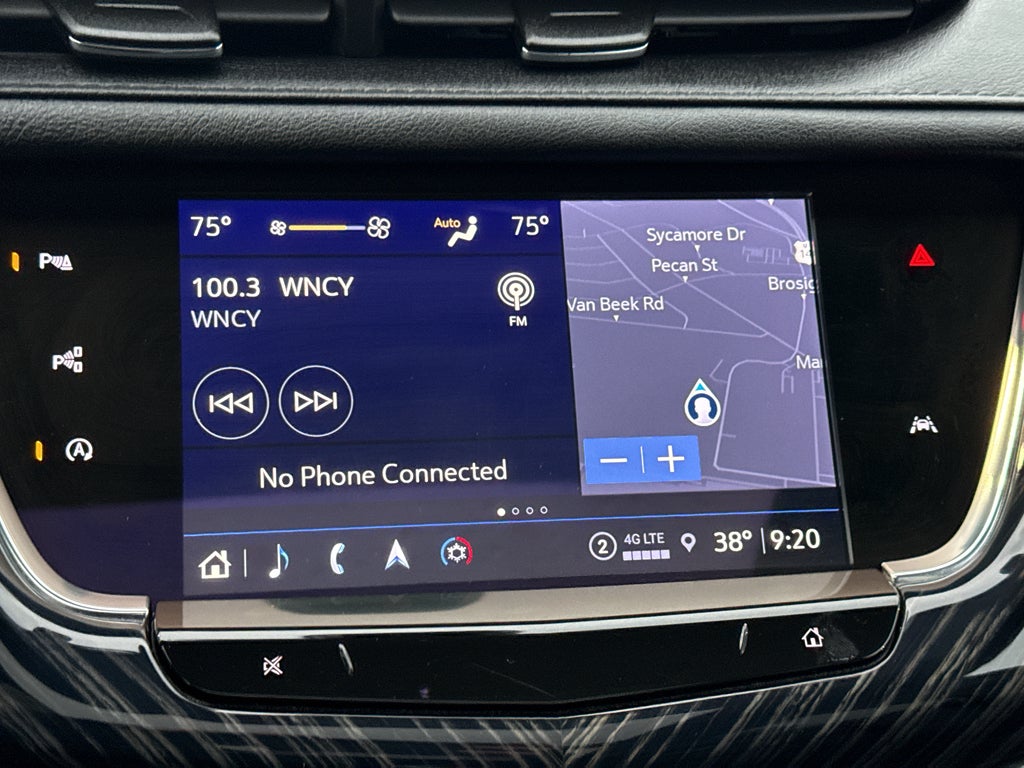 75° Auto 75°
100.3 WNCY
WNCY
FM
No Phone Connected
Sycamore Dr
Pecan St
Brosig
Van Beek Rd
Ma
P
P
A
2 4G LTE 38° 9:20